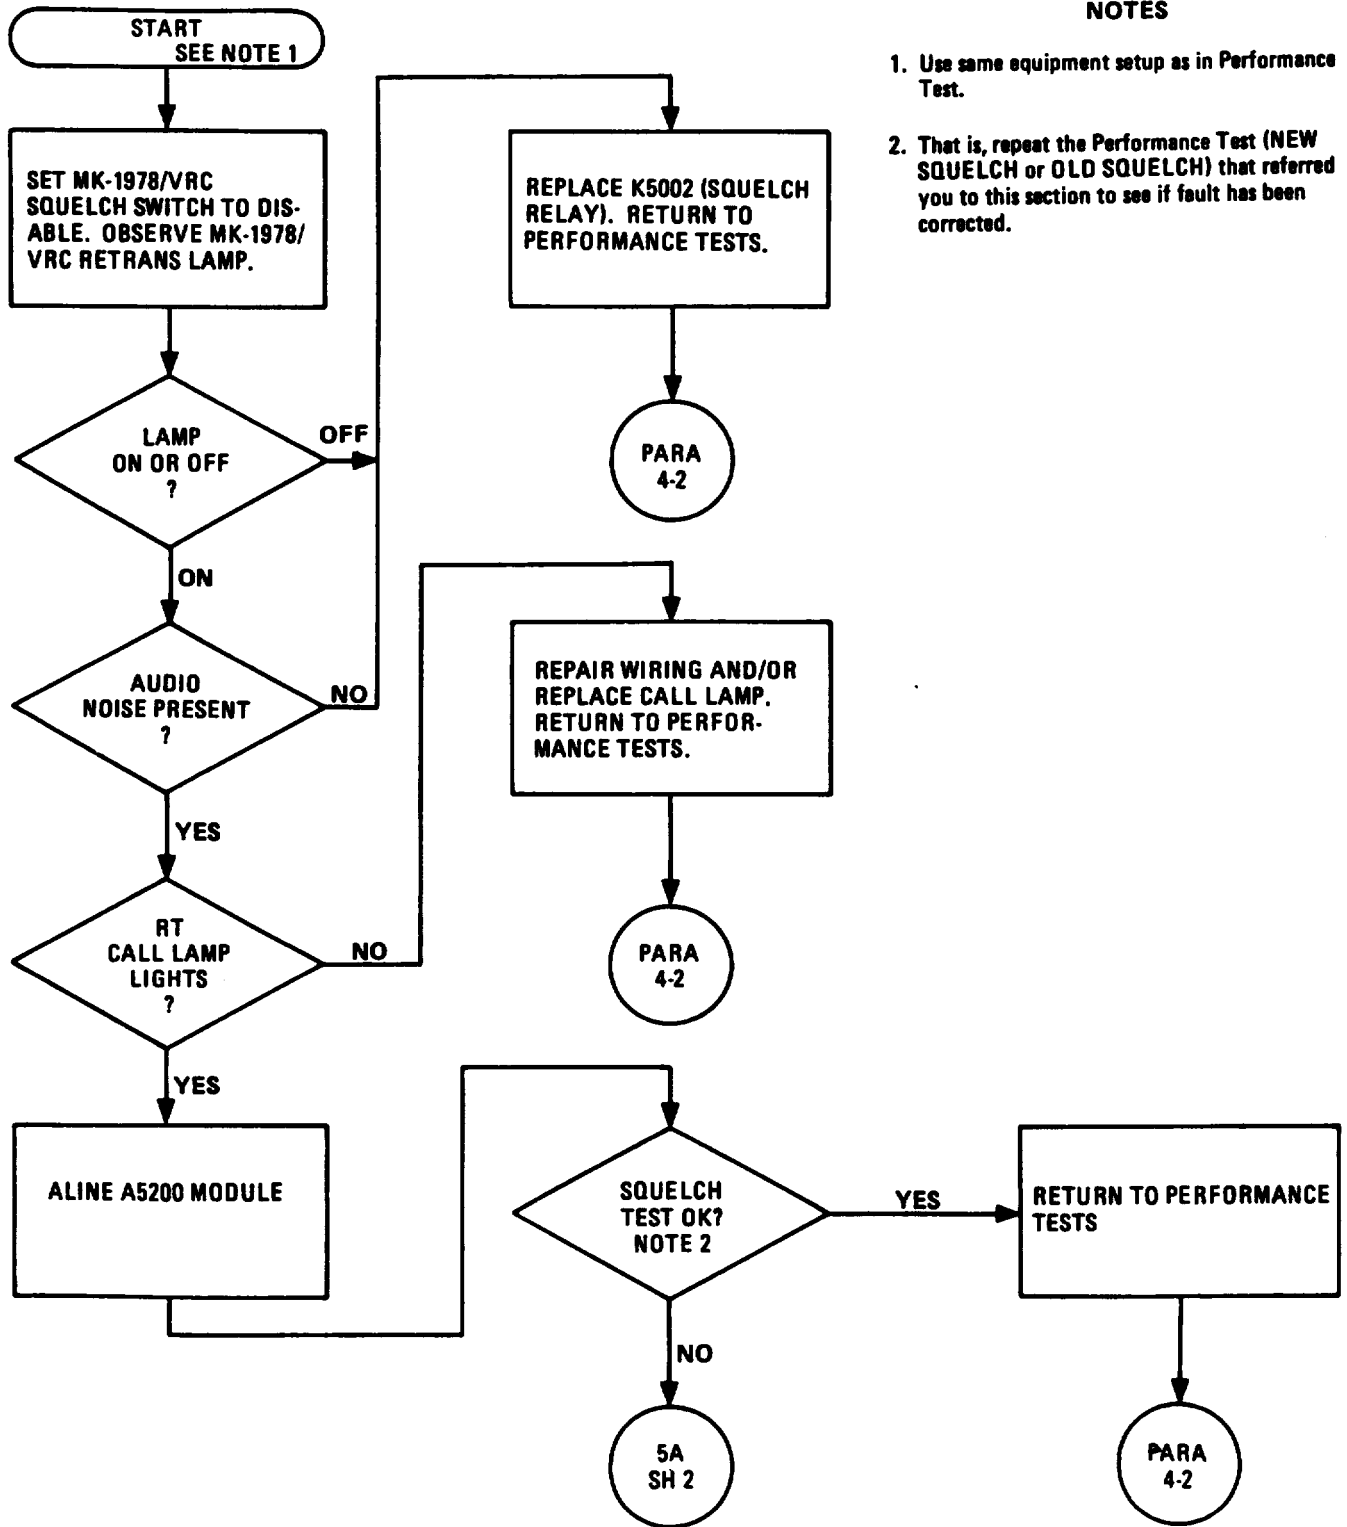 START
SEE NOTE 1
SET MK-1978/VRC
SQUELCH SWITCH TO DIS-
ABLE. OBSERVE MK-1978/
VRC RETRANS LAMP.
LAMP
ON OR OFF
?
OFF
ON
AUDIO
NOISE PRESENT
?
NO
YES
RT
CALL LAMP
LIGHTS
?
NO
YES
ALINE A5200 MODULE
REPLACE K5002 (SQUELCH
RELAY). RETURN TO
PERFORMANCE TESTS.
PARA
4-2
REPAIR WIRING AND/OR
REPLACE CALL LAMP.
RETURN TO PERFOR-
MANCE TESTS.
PARA
4-2
SQUELCH
TEST OK?
NOTE 2
YES
NO
5A
SH 2
RETURN TO PERFORMANCE
TESTS
PARA
4-2
NOTES
1. Use same equipment setup as in Performance
Test.
2. That is, repeat the Performance Test (NEW
SQUELCH or OLD SQUELCH) that referred
you to this section to see if fault has been
corrected.